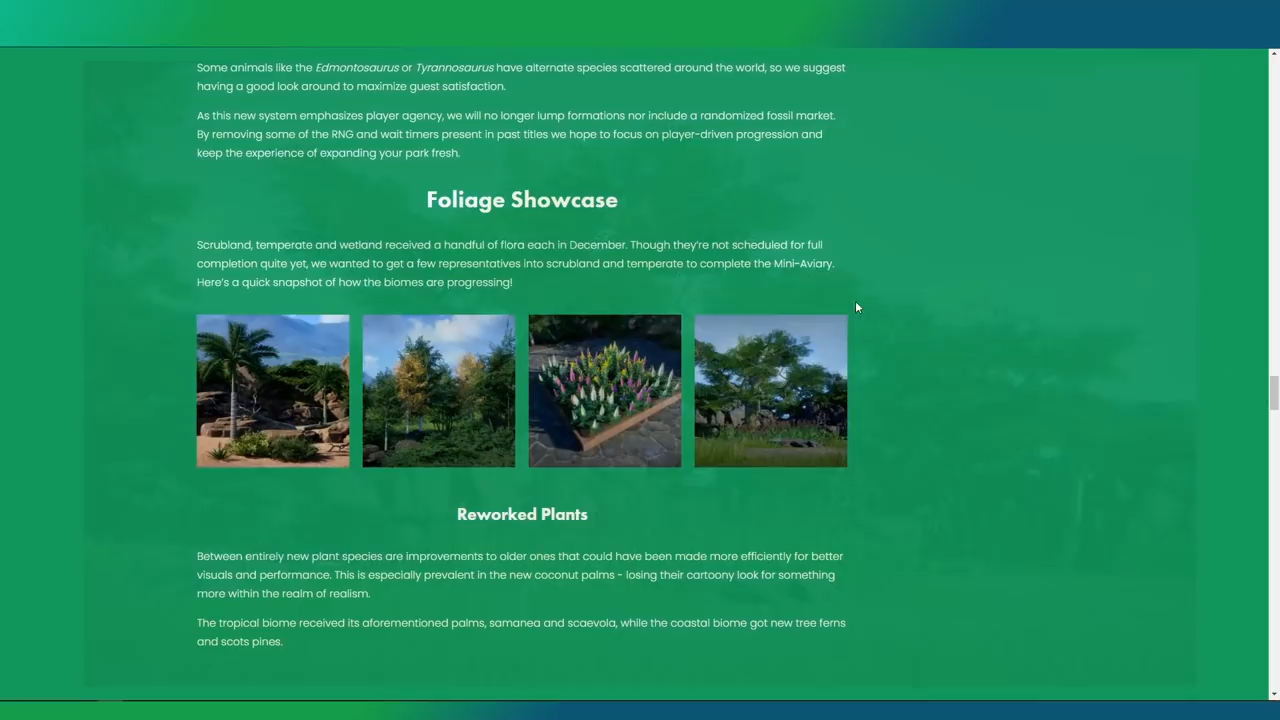 Some animals like the Edmontosaurus or Tyrannosaurus have alternate species scattered around the world, so we suggest
having a good look around to maximize guest satisfaction.
As this new system emphasizes player agency, we will no longer lump formations nor include a randomized fossil market.
By removing some of the RNG and wait timers present in past titles we hope to focus on player-driven progression and
keep the experience of expanding your park fresh.
Foliage Showcase
Scrubland, temperate and wetland received a handful of flora each in December. Though they're not scheduled for full
completion quite yet, we wanted to get a few representatives into scrubland and temperate to complete the Mini-Aviary.
Here's a quick snapshot of how the biomes are progressing!
Reworked Plants
Between entirely new plant species are improvements to older ones that could have been made more efficiently for better
visuals and performance. This is especially prevalent in the new coconut palms - losing their cartoony look for something
more within the realm of realism.
The tropical biome received its aforementioned palms, samanea and scaevola, while the coastal biome got new tree ferns
and scots pines.